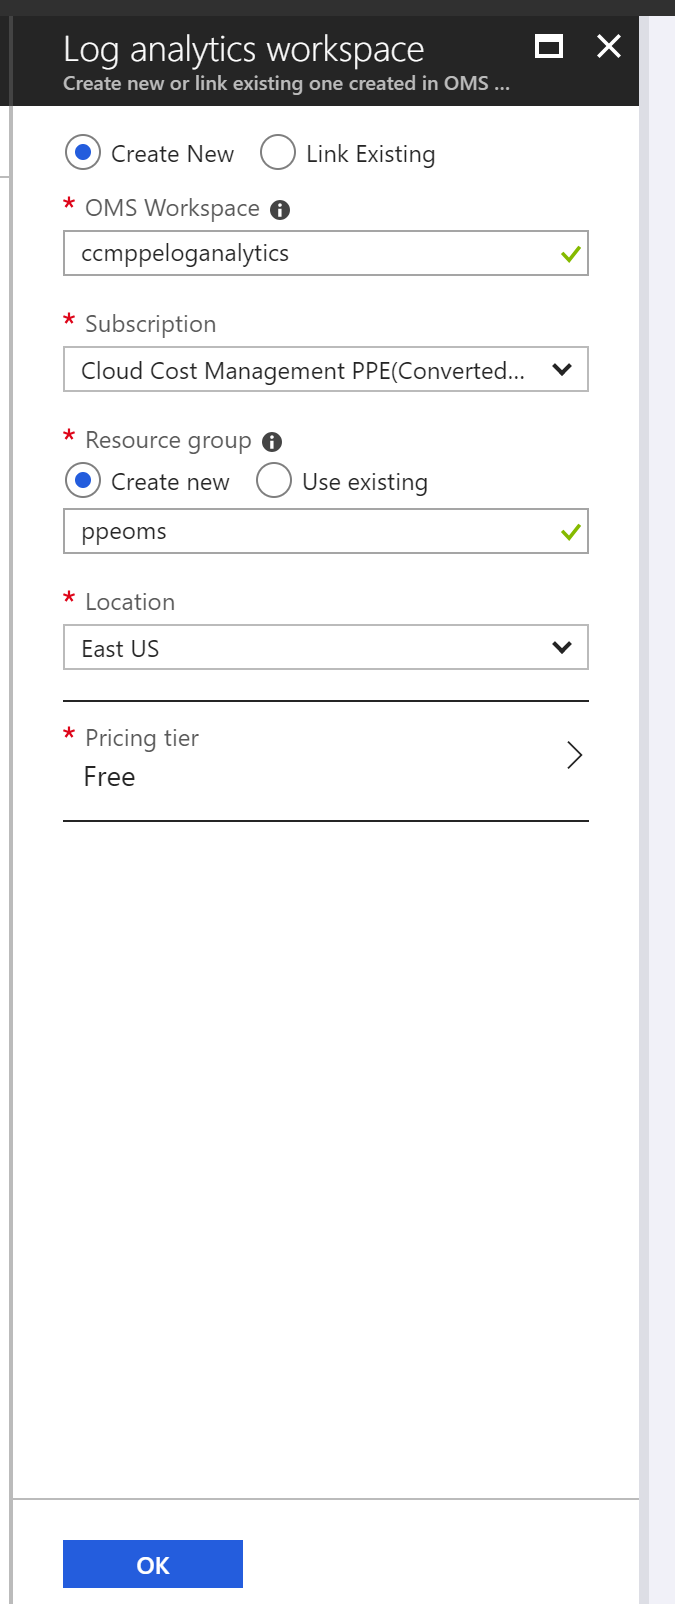 Log analytics workspace
Create new or link existing one created in OMS ...
Create New Link Existing
* OMS Workspace
ccmppeloganalytics
* Subscription
Cloud Cost Management PPE(Converted...
* Resource group
Create new Use existing
ppeoms
* Location
East US
* Pricing tier
Free
OK